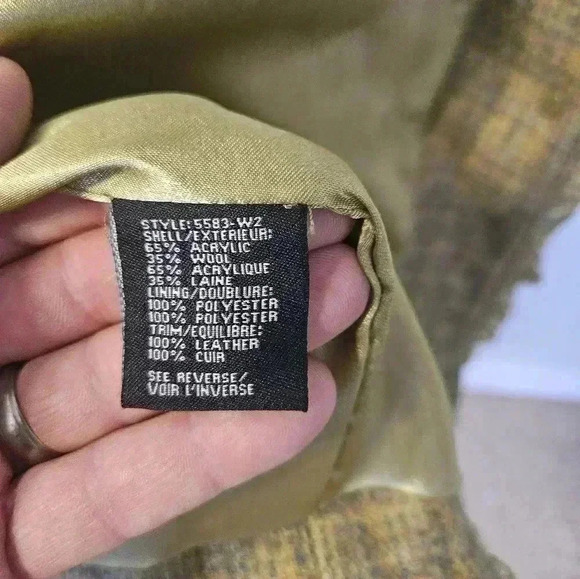 STYLE:5583-W2
SHELL/EXTERIEUR:
65% ACRYLIC
35% WOOL
65% ACRYLIQUE
35% LAINE
LINING/DOUBLURE:
100% POLYESTER
100% POLYESTER
TRIM/EQUILIBRE:
100% LEATHER
100% CUIR
SEE REVERSE/
VOIR L'INVERSE